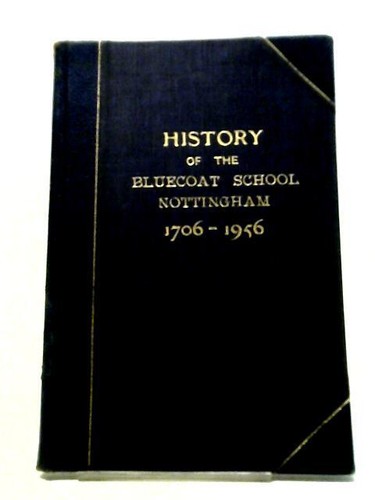 HISTORY
OF THE
BLUECOAT SCHOOL
NOTTINGHAM
1706 - 1956